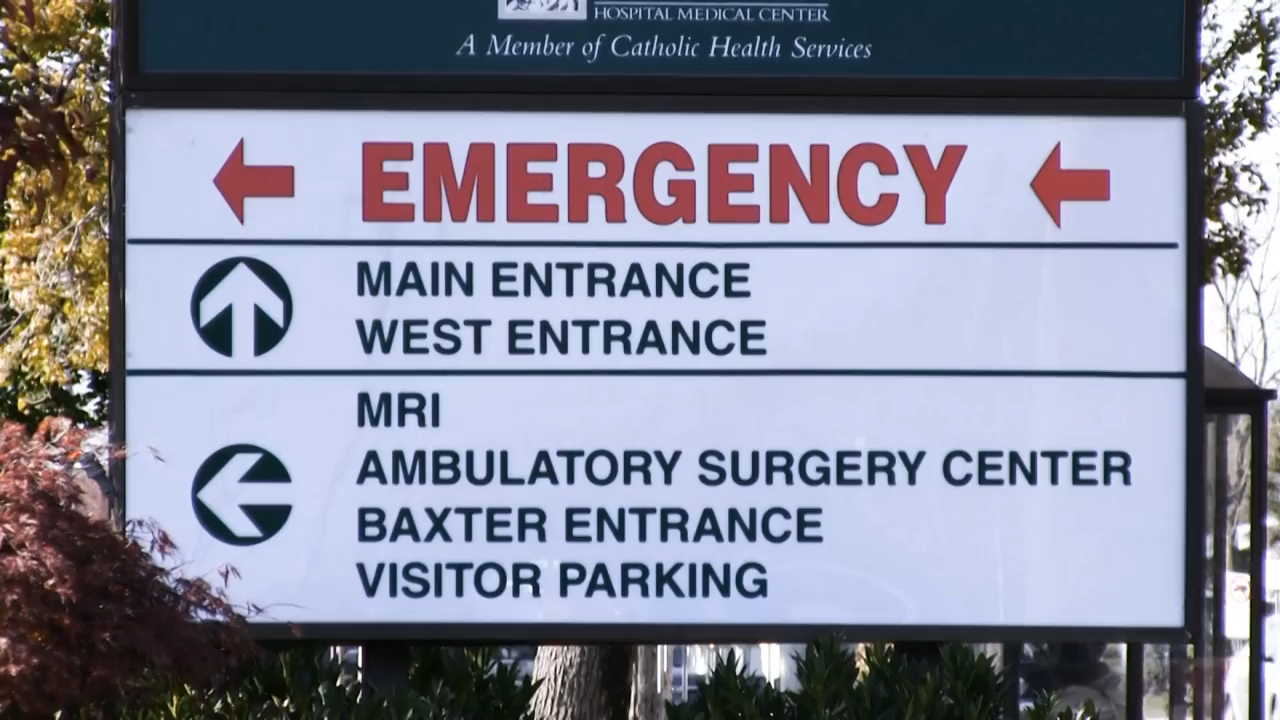 HOSPITAL MEDICAL CENTER
A Member of Catholic Health Services
EMERGENCY
MAIN ENTRANCE
WEST ENTRANCE
MRI
AMBULATORY SURGERY CENTER
BAXTER ENTRANCE
VISITOR PARKING